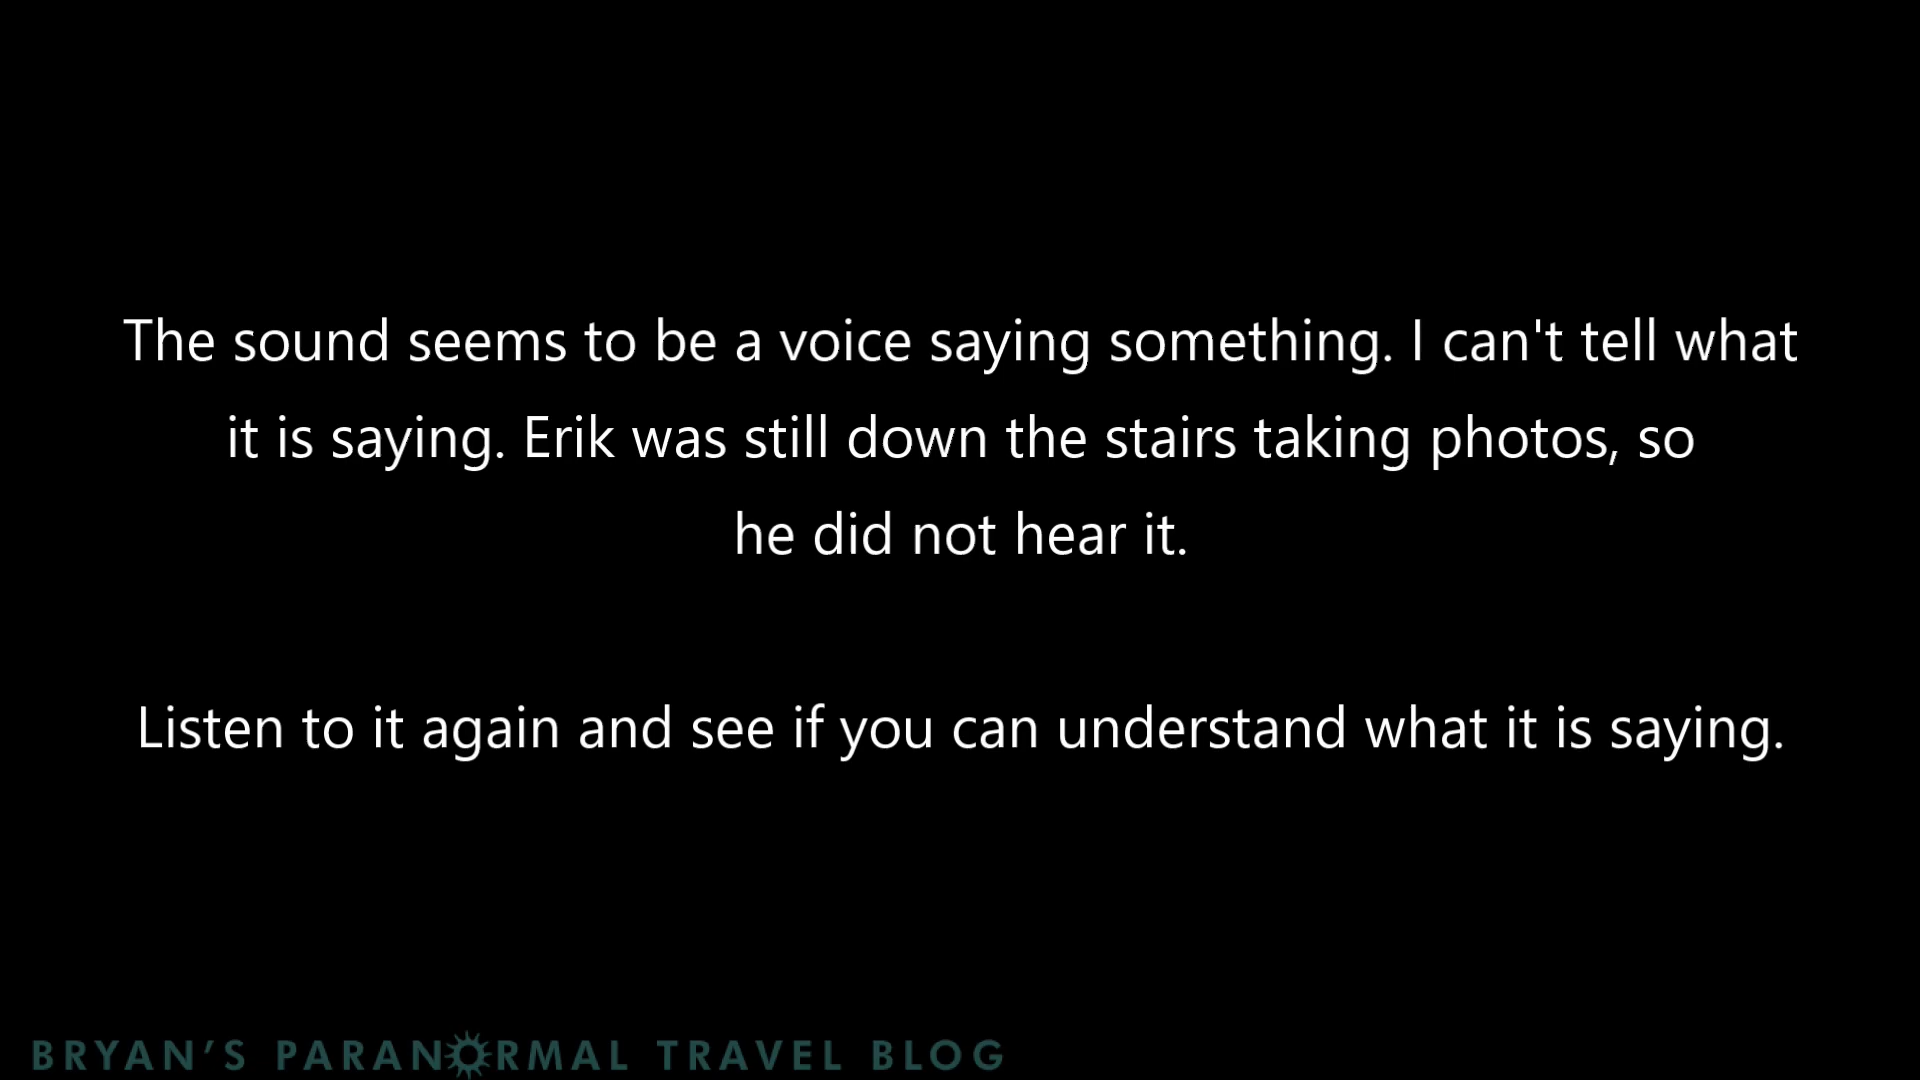 The sound seems to be a voice saying something. I can't tell what
it is saying. Erik was still down the stairs taking photos, so
he did not hear it.
Listen to it again and see if you can understand what it is saying.
BRYAN'S PARANORMAL TRAVEL BLOG